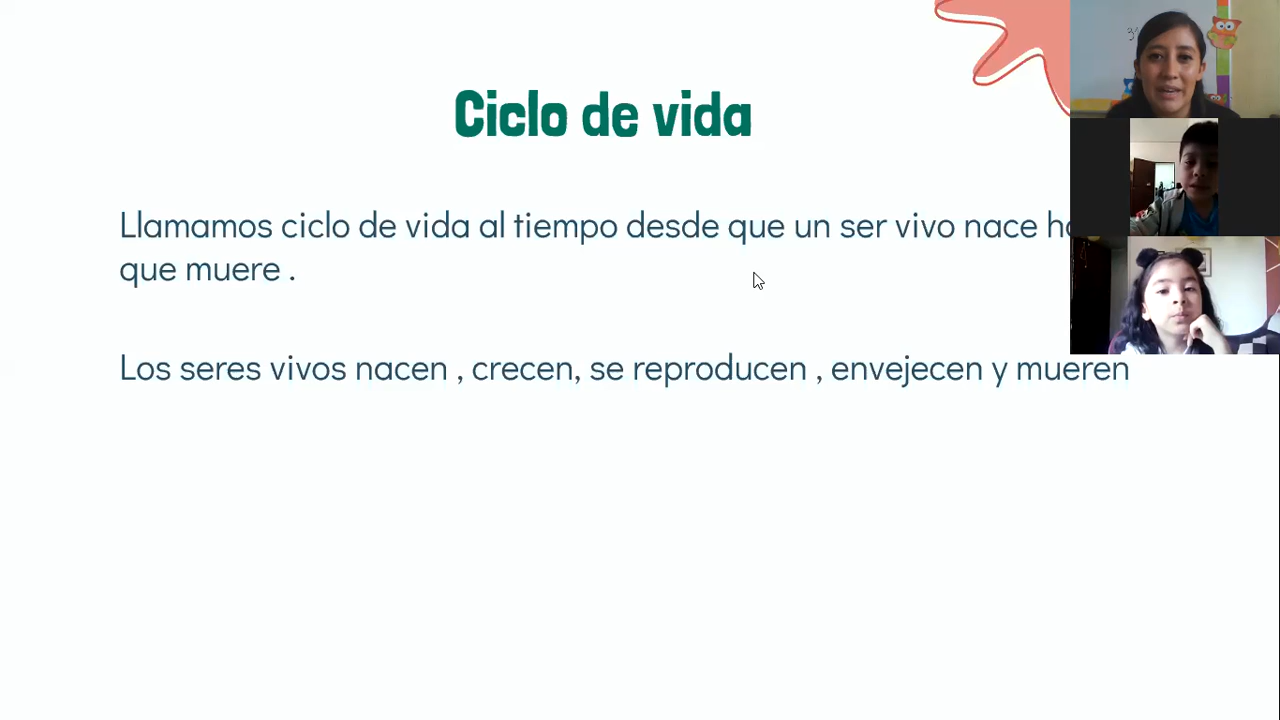 Ciclo de vida
Llamamos ciclo de vida al tiempo desde que un ser vivo nace
que muere .
Los seres vivos nacen , crecen, se reproducen , envejecen y mueren